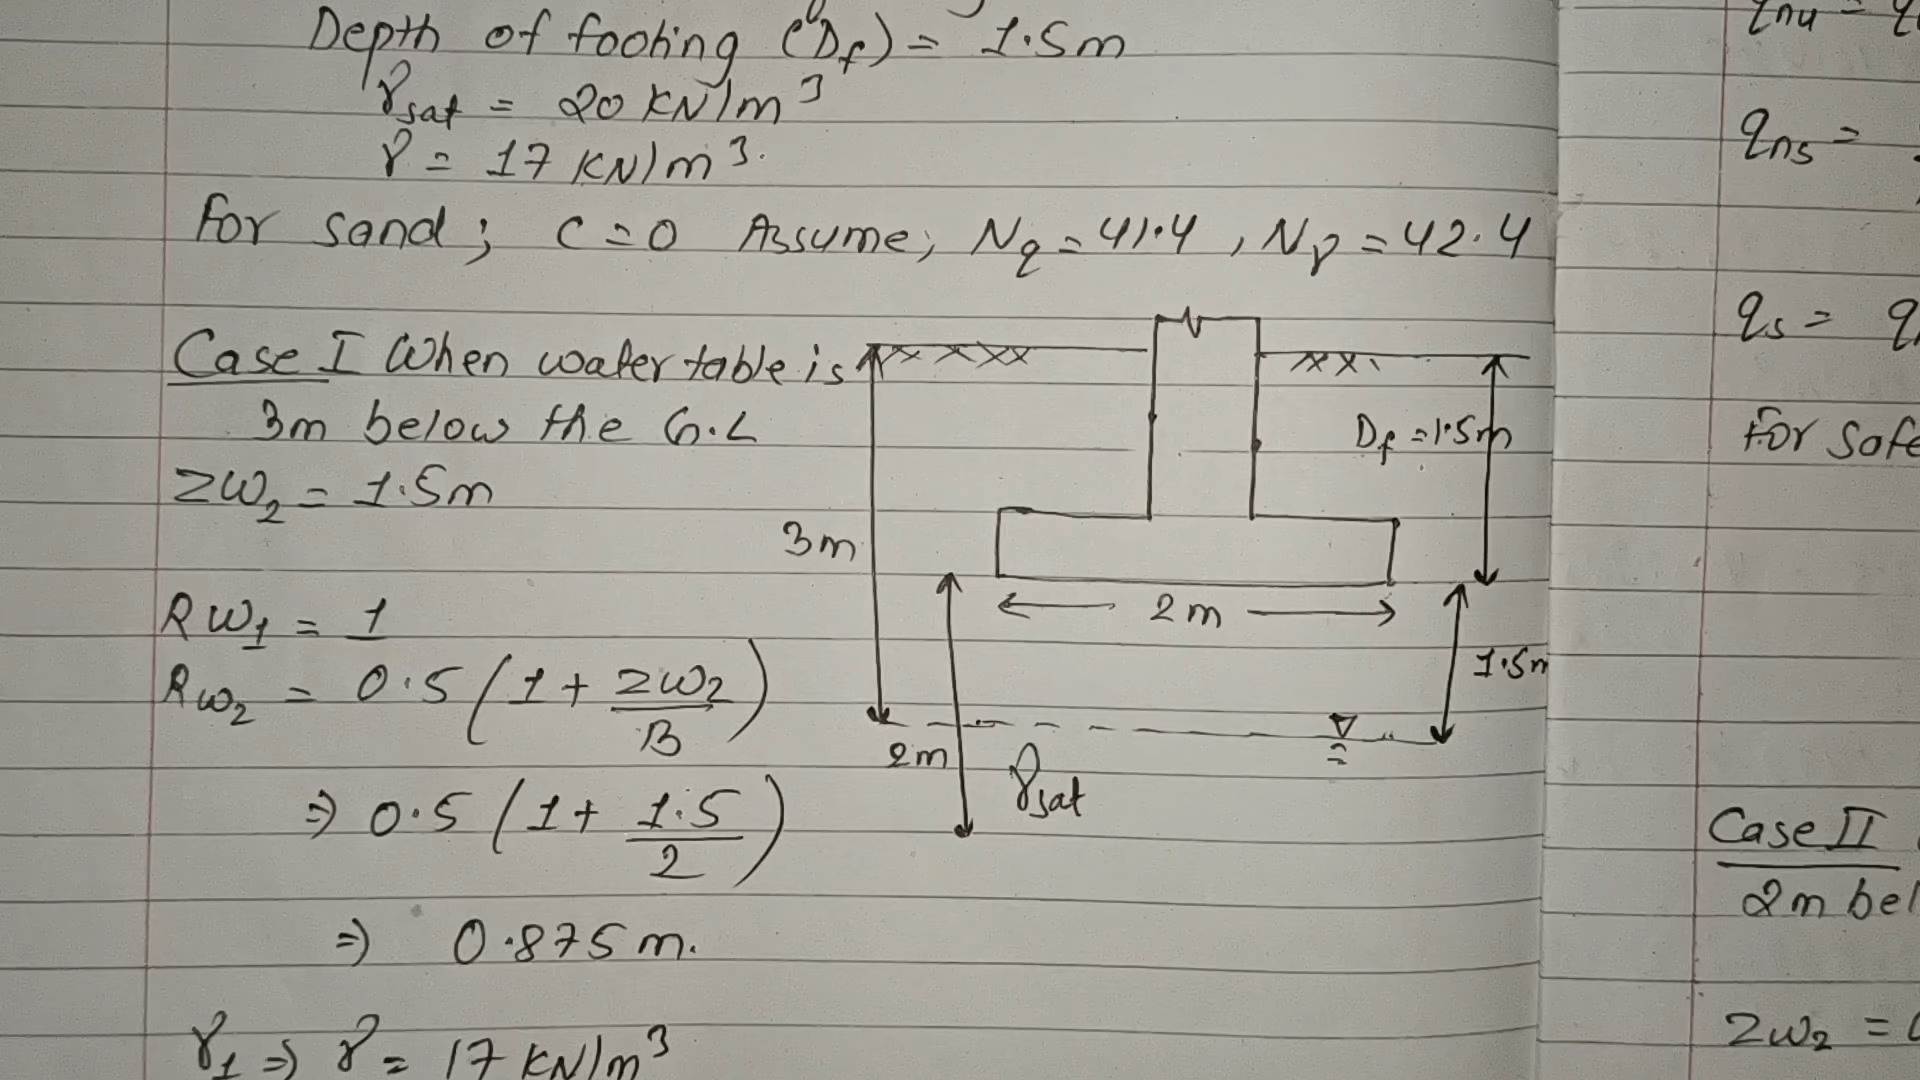 Depth of footing (Df) = 1.5m
γsat = 20 KN/m³
γ = 17 KN/m³.
For sand; C=0 Assume; Nq = 41.4, Nγ = 42.4
Case I When water table is
3m below the G.L
ZW₂ = 1.5m
Df = 1.5m
3m
2m
1.5m
RW₁ = 1
RW₂ = 0.5 (1 + ZW₂/B)
2m
γsat
⇒ 0.5 (1 + 1.5/2)
⇒ 0.875 m.
γ₁ ⇒ γ = 17 KN/m³
qnu =
qns =
qs =
For safe
Case II
2m bel
ZW₂ =